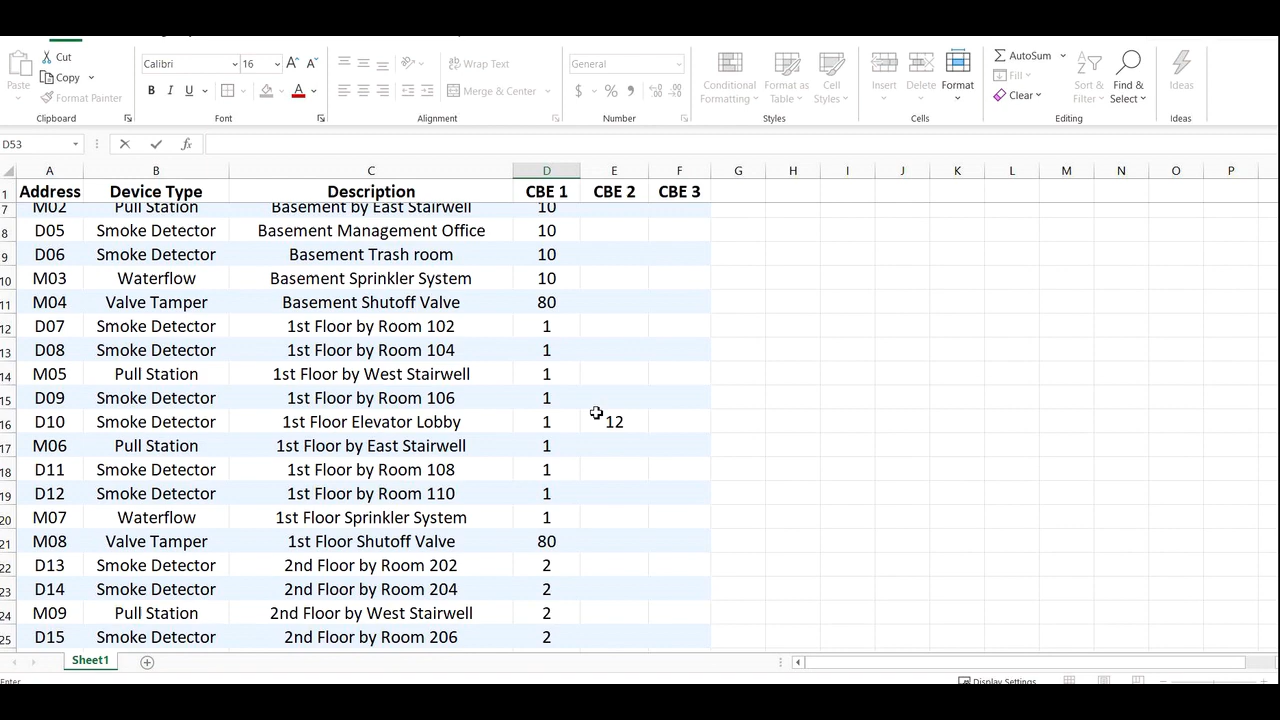 Cut
Copy
Paste
Format Painter
Clipboard
Calibri 16 A A
B I U A
Font
Wrap Text
Merge & Center
Alignment
General
$ % ,
Number
Conditional Formatting
Format as Table
Cell Styles
Styles
Insert
Delete
Format
Cells
AutoSum
Fill
Clear
Sort & Filter
Find & Select
Editing
Ideas
Ideas
D53 fx
A B C D E F G H I J K L M N O P
1 Address Device Type Description CBE 1 CBE 2 CBE 3
7 M02 Pull Station Basement by East Stairwell 10
8 D05 Smoke Detector Basement Management Office 10
9 D06 Smoke Detector Basement Trash room 10
10 M03 Waterflow Basement Sprinkler System 10
11 M04 Valve Tamper Basement Shutoff Valve 80
12 D07 Smoke Detector 1st Floor by Room 102 1
13 D08 Smoke Detector 1st Floor by Room 104 1
14 M05 Pull Station 1st Floor by West Stairwell 1
15 D09 Smoke Detector 1st Floor by Room 106 1
16 D10 Smoke Detector 1st Floor Elevator Lobby 1 12
17 M06 Pull Station 1st Floor by East Stairwell 1
18 D11 Smoke Detector 1st Floor by Room 108 1
19 D12 Smoke Detector 1st Floor by Room 110 1
20 M07 Waterflow 1st Floor Sprinkler System 1
21 M08 Valve Tamper 1st Floor Shutoff Valve 80
22 D13 Smoke Detector 2nd Floor by Room 202 2
23 D14 Smoke Detector 2nd Floor by Room 204 2
24 M09 Pull Station 2nd Floor by West Stairwell 2
25 D15 Smoke Detector 2nd Floor by Room 206 2
Sheet1
Enter
Display Settings